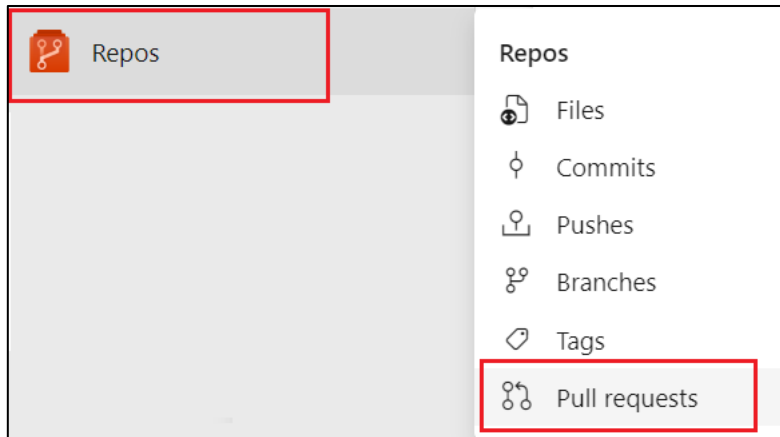 Repos
Repos
Files
Commits
Pushes
Branches
Tags
Pull requests